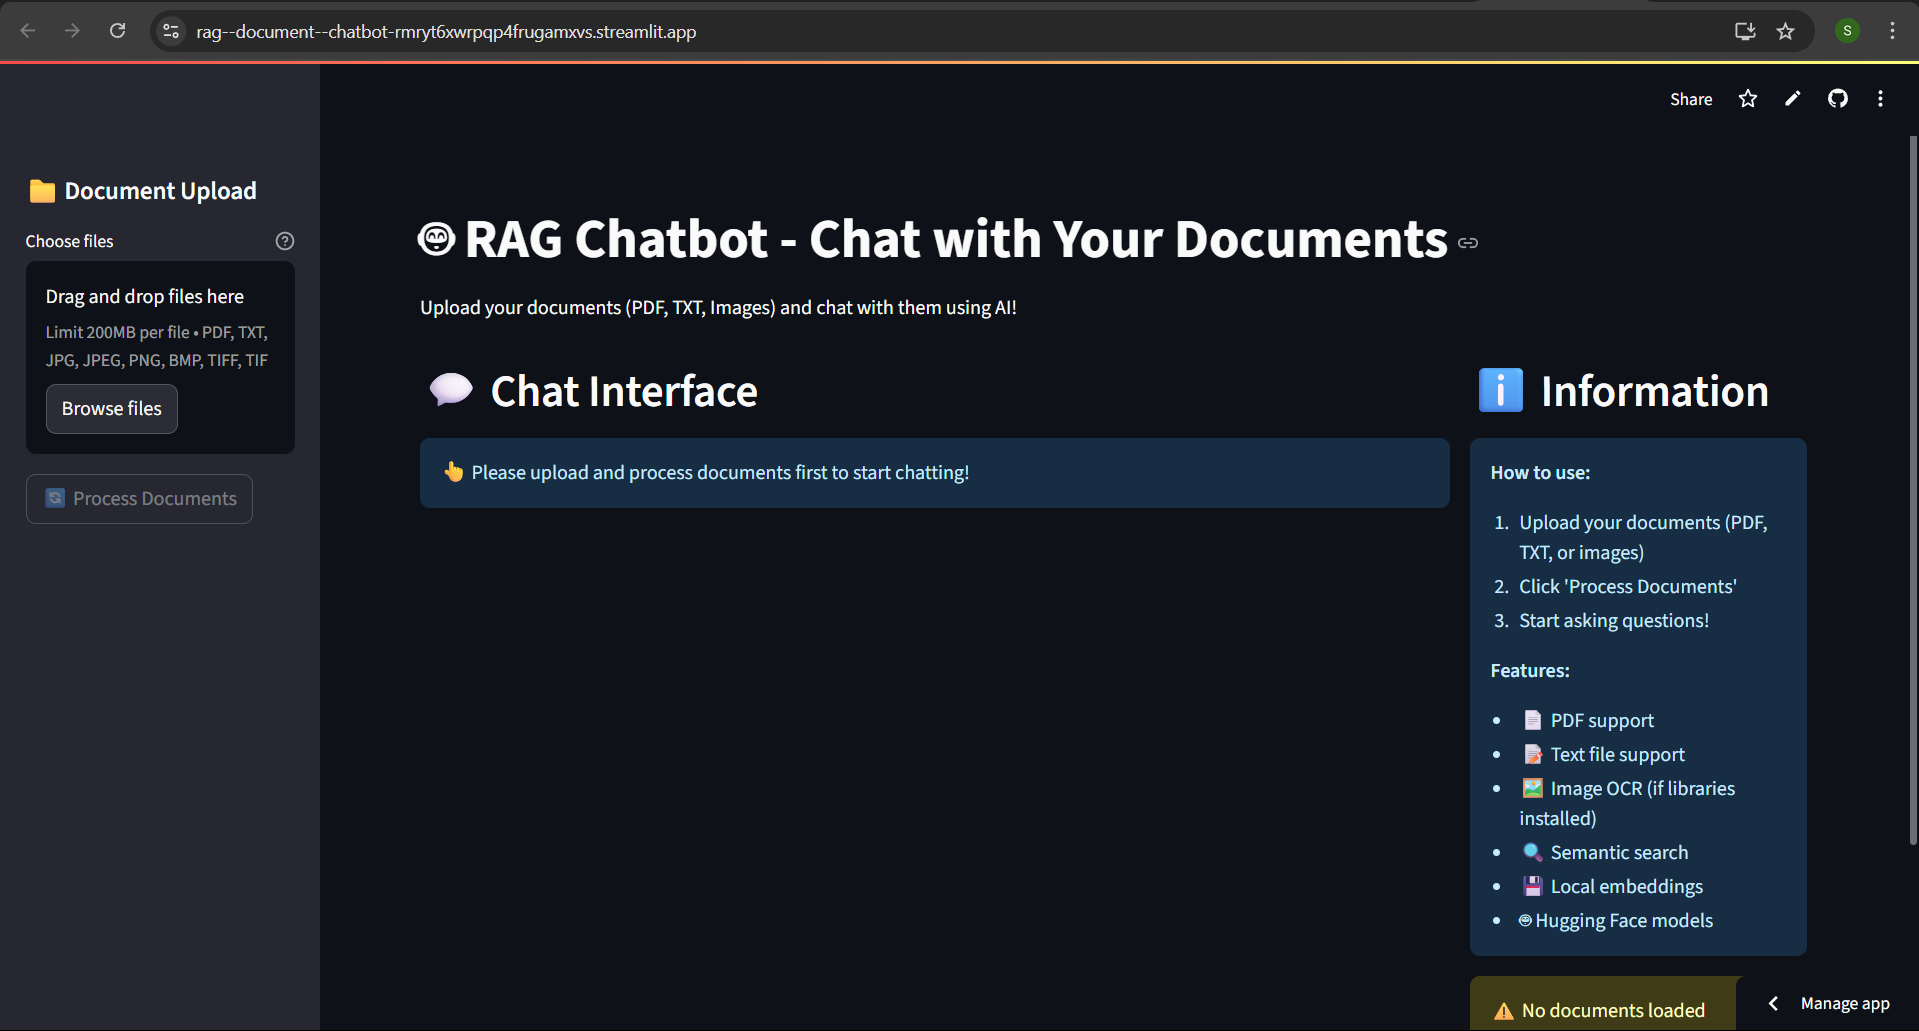 rag--document--chatbot-rmryt6xwrpqp4frugamxvs.streamlit.app
S
Share
📁 Document Upload
Choose files
Drag and drop files here
Limit 200MB per file • PDF, TXT,
JPG, JPEG, PNG, BMP, TIFF, TIF
Browse files
Process Documents
RAG Chatbot - Chat with Your Documents
Upload your documents (PDF, TXT, Images) and chat with them using AI!
💬 Chat Interface
👆 Please upload and process documents first to start chatting!
ℹ️ Information
How to use:
1. Upload your documents (PDF,
TXT, or images)
2. Click 'Process Documents'
3. Start asking questions!
Features:
• 📄 PDF support
• 📝 Text file support
• 🖼️ Image OCR (if libraries
installed)
• 🔍 Semantic search
• 💾 Local embeddings
• 🤗 Hugging Face models
⚠️ No documents loaded
Manage app